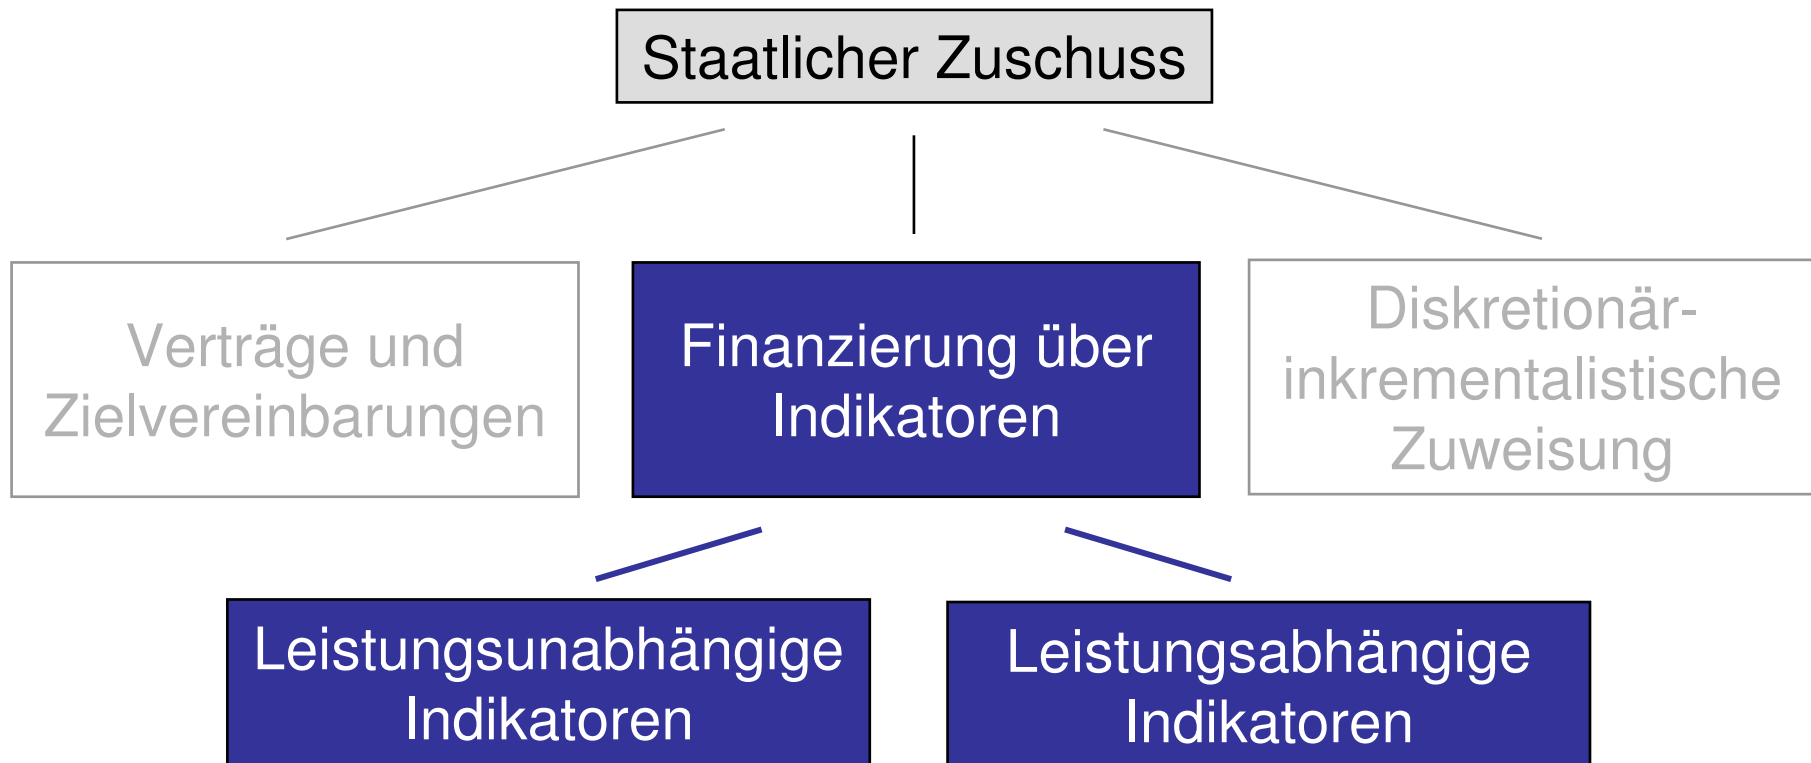 Staatlicher Zuschuss
Verträge und
Zielvereinbarungen
Finanzierung über
Indikatoren
Diskretionär-
inkrementalistische
Zuweisung
Leistungsunabhängige
Indikatoren
Leistungsabhängige
Indikatoren